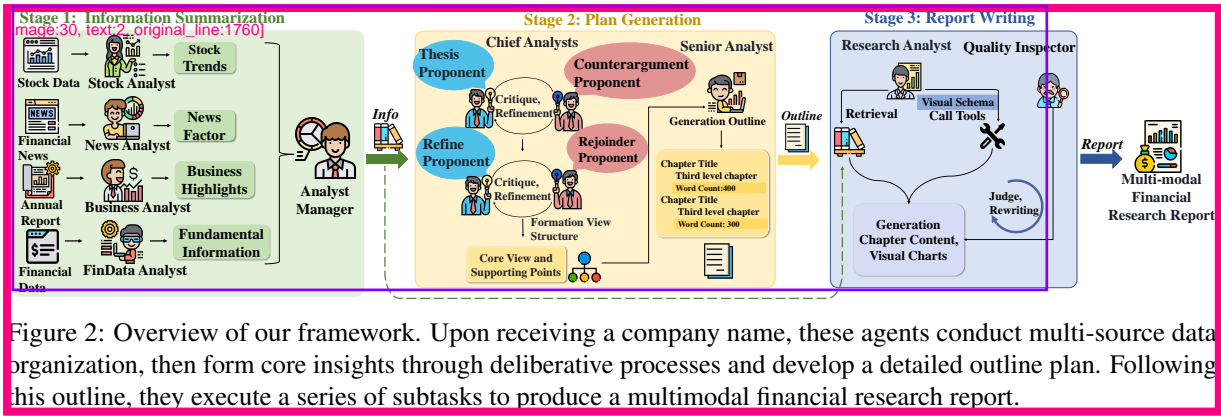 Stage 1: Information Summarization
mage:30, text:2, original_line:1760]
Stock Data
Stock Analyst
Stock
Trends
Financial
News
News Analyst
News
Factor
Annual
Report
Business Analyst
Business
Highlights
Financial
Data
FinData Analyst
Fundamental
Information
Analyst
Manager
Info
Stage 2: Plan Generation
Chief Analysts
Thesis
Proponent
Counterargument
Proponent
Critique,
Refinement
Refine
Proponent
Rejoinder
Proponent
Critique,
Refinement
Formation View
Structure
Core View and
Supporting Points
Senior Analyst
Generation Outline
Chapter Title
Third level chapter
Word Count:400
Chapter Title
Third level chapter
Word Count: 300
Outline
Stage 3: Report Writing
Research Analyst
Quality Inspector
Retrieval
Visual Schema
Call Tools
Judge,
Rewriting
Generation
Chapter Content,
Visual Charts
Report
Multi-modal
Financial
Research Report
Figure 2: Overview of our framework. Upon receiving a company name, these agents conduct multi-source data
organization, then form core insights through deliberative processes and develop a detailed outline plan. Following
this outline, they execute a series of subtasks to produce a multimodal financial research report.